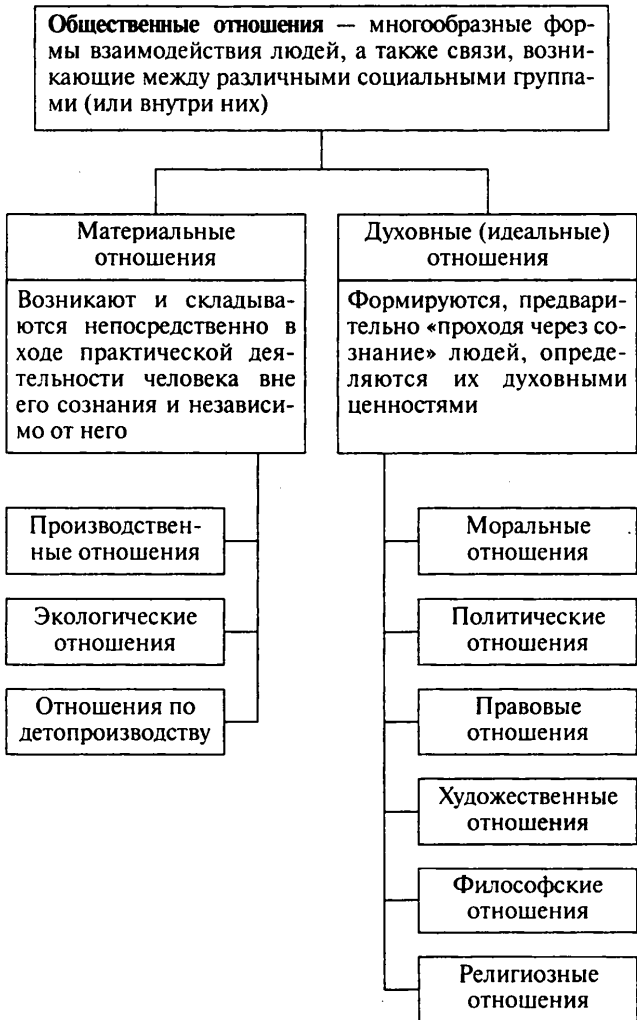 Общественные отношения — многообразные фор-
мы взаимодействия людей, а также связи, возни-
кающие между различными социальными группа-
ми (или внутри них)
Материальные
отношения
Возникают и складыва-
ются непосредственно в
ходе практической дея-
тельности человека вне
его сознания и независи-
мо от него
Производствен-
ные отношения
Экологические
отношения
Отношения по
детопроизводству
Духовные (идеальные)
отношения
Формируются, предвари-
тельно «проходя через со-
знание» людей, опреде-
ляются их духовными
ценностями
Моральные
отношения
Политические
отношения
Правовые
отношения
Художественные
отношения
Философские
отношения
Религиозные
отношения